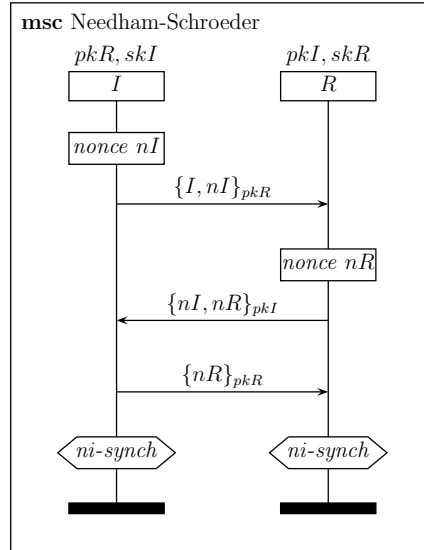 msc Needham-Schroeder
pkR, skI pkI, skR
I R
nonce nI
{I, nI}pkR
nonce nR
{nI, nR}pkI
{nR}pkR
ni-synch ni-synch